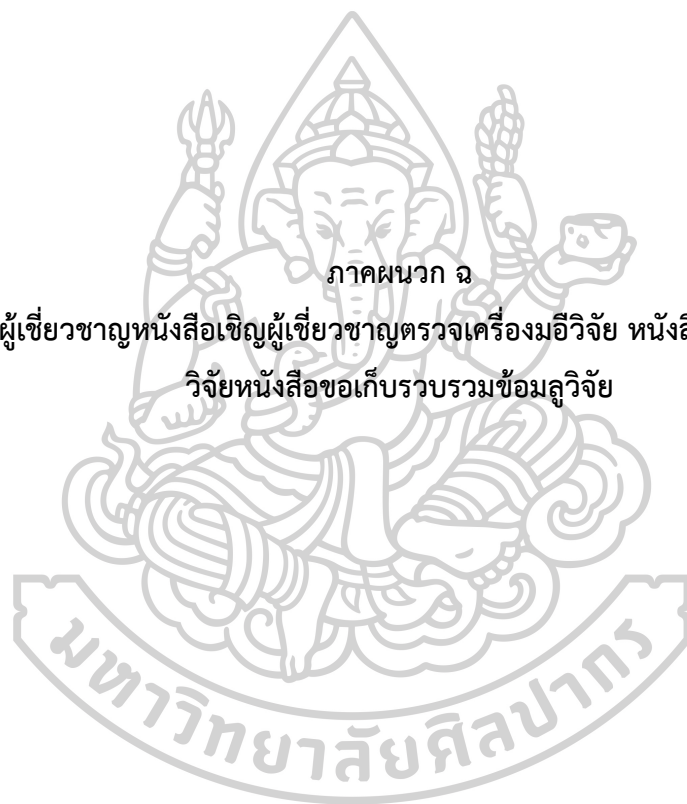 ภาคผนวก ฉ
ผู้เชี่ยวชาญหนังสือเชิญผู้เชี่ยวชาญตรวจเครื่องมือีวิจัย
วิจัยหนังสือขอเก็บรวบรวมข้อมลูวิจัย
มหาวิทยาลัยศิลปากร